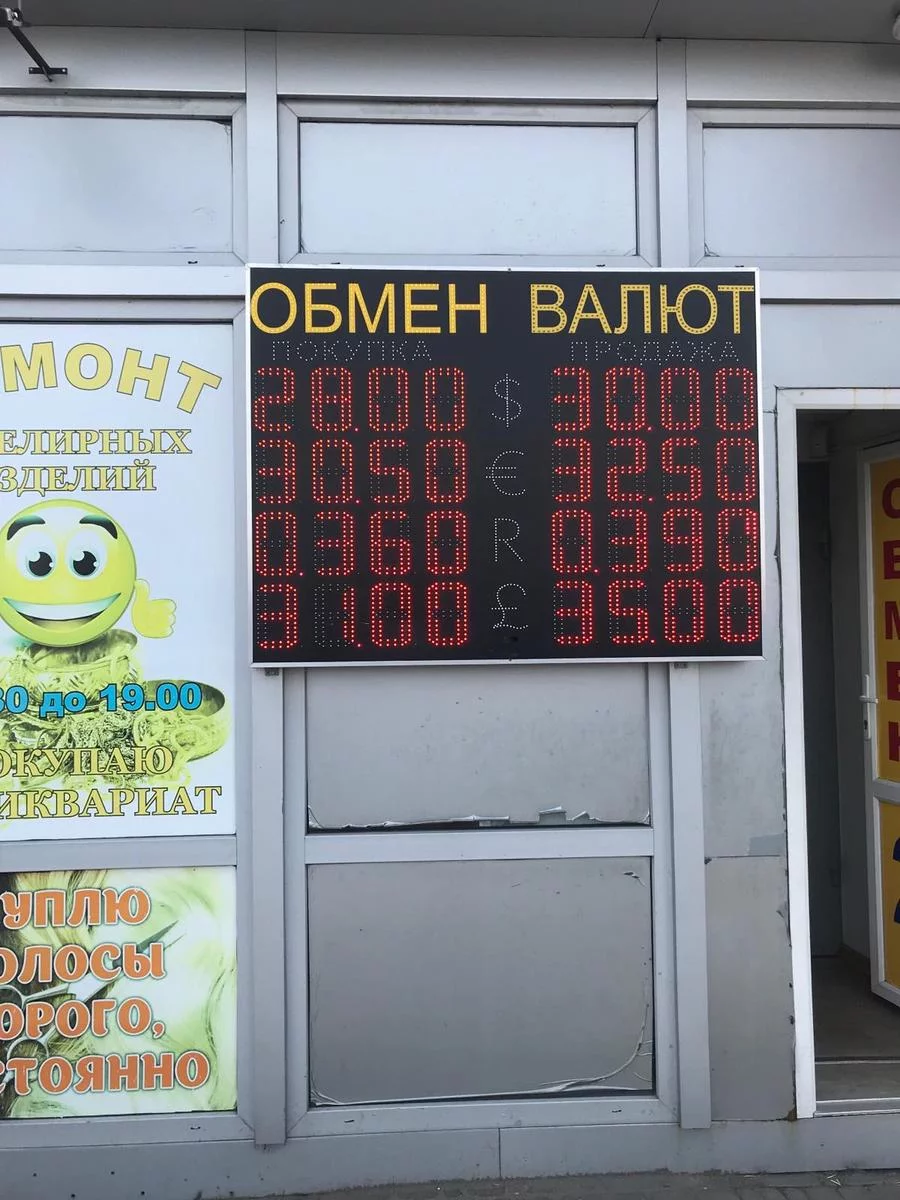 ОБМЕН ВАЛЮТ
ПОКУПКА ПРОДАЖА
28.00 $ 30.00
30.50 € 32.50
0.360 R 0.390
31.00 £ 35.00
МОНТ
ЕЛИРНЫХ
ЗДЕЛИЙ
30 до 19.00
ОКУПАЮ
ИКВАРИАТ
УПЛЮ
ОЛОСЫ
ОРОГО,
СТОЯННО
ОБМЕН